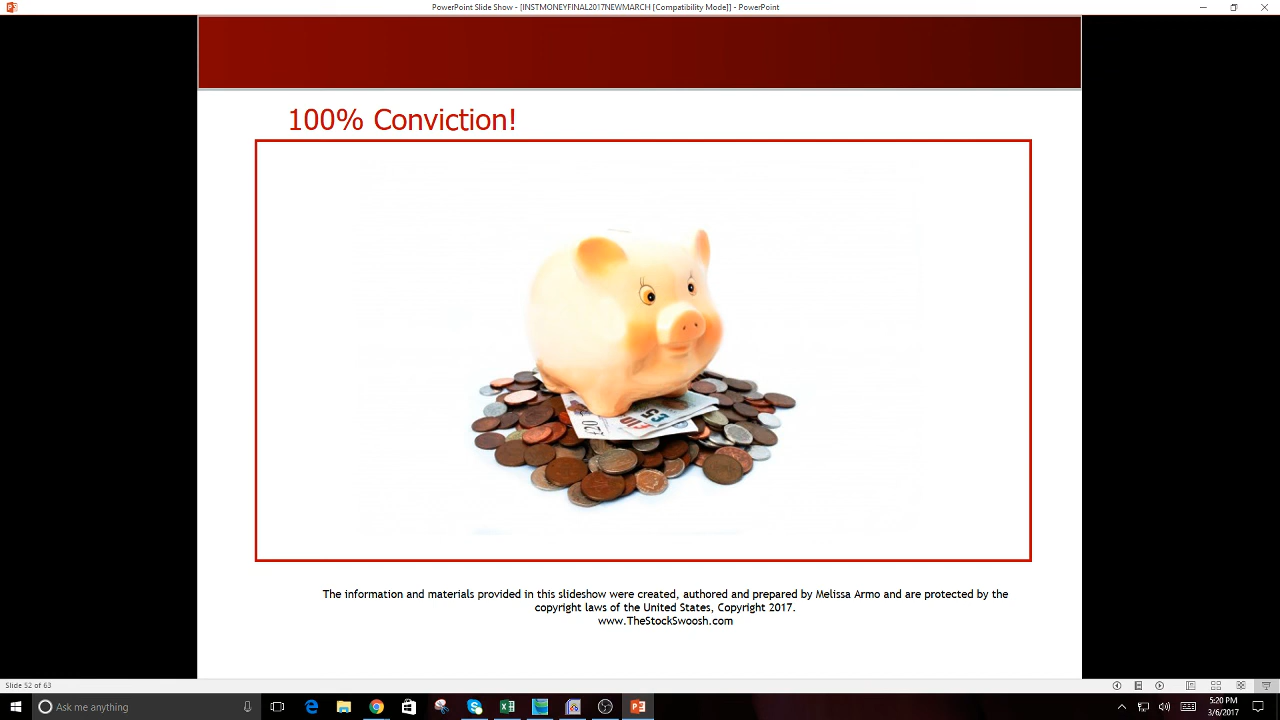 PowerPoint Slide Show - [INSTMONEYFINAL2017NEWMARCH [Compatibility Mode]] - PowerPoint
100% Conviction!
The information and materials provided in this slideshow were created, authored and prepared by Melissa Armo and are protected by the
copyright laws of the United States, Copyright 2017.
www.TheStockSwoosh.com
Slide 52 of 63
Ask me anything
5:20 PM
3/6/2017